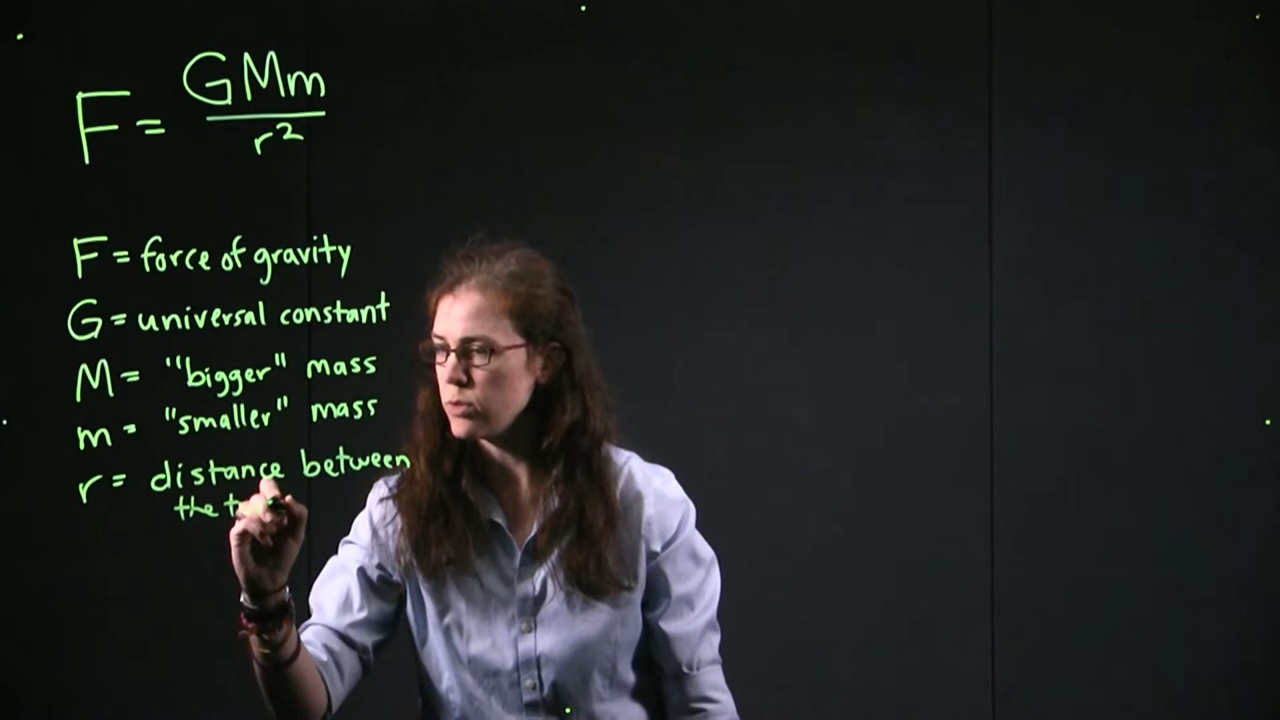 F = GMm / r²
F = force of gravity
G = universal constant
M = "bigger" mass
m = "smaller" mass
r = distance between
the